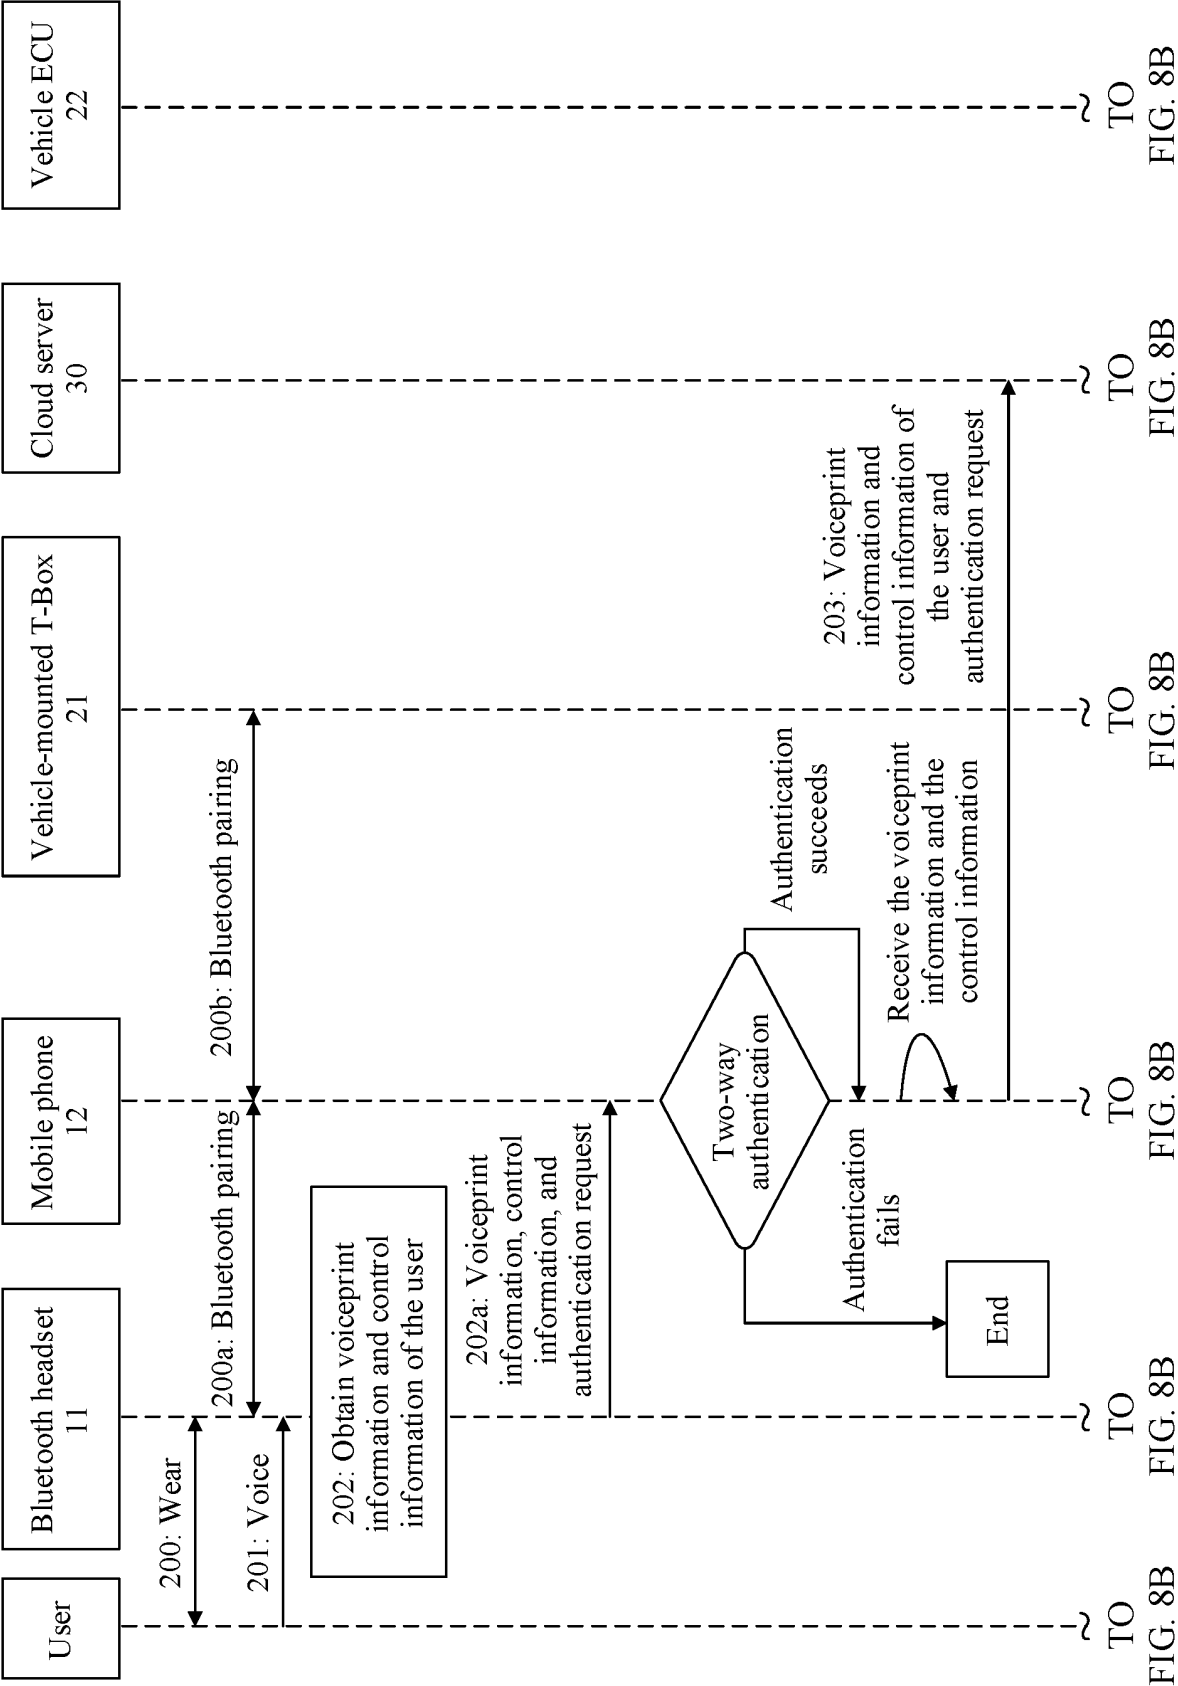 User
Bluetooth headset
11
Mobile phone
12
Vehicle-mounted T-Box
21
Cloud server
30
Vehicle ECU
22
200: Wear
200a: Bluetooth pairing
200b: Bluetooth pairing
201: Voice
202: Obtain voiceprint
information and control
information of the user
202a: Voiceprint
information, control
information, and
authentication request
Two-way
authentication
Authentication
succeeds
Authentication
fails
End
Receive the voiceprint
information and the
control information
203: Voiceprint
information and
control information of
the user and
authentication request
TO
FIG. 8B
TO
FIG. 8B
TO
FIG. 8B
TO
FIG. 8B
TO
FIG. 8B
TO
FIG. 8B